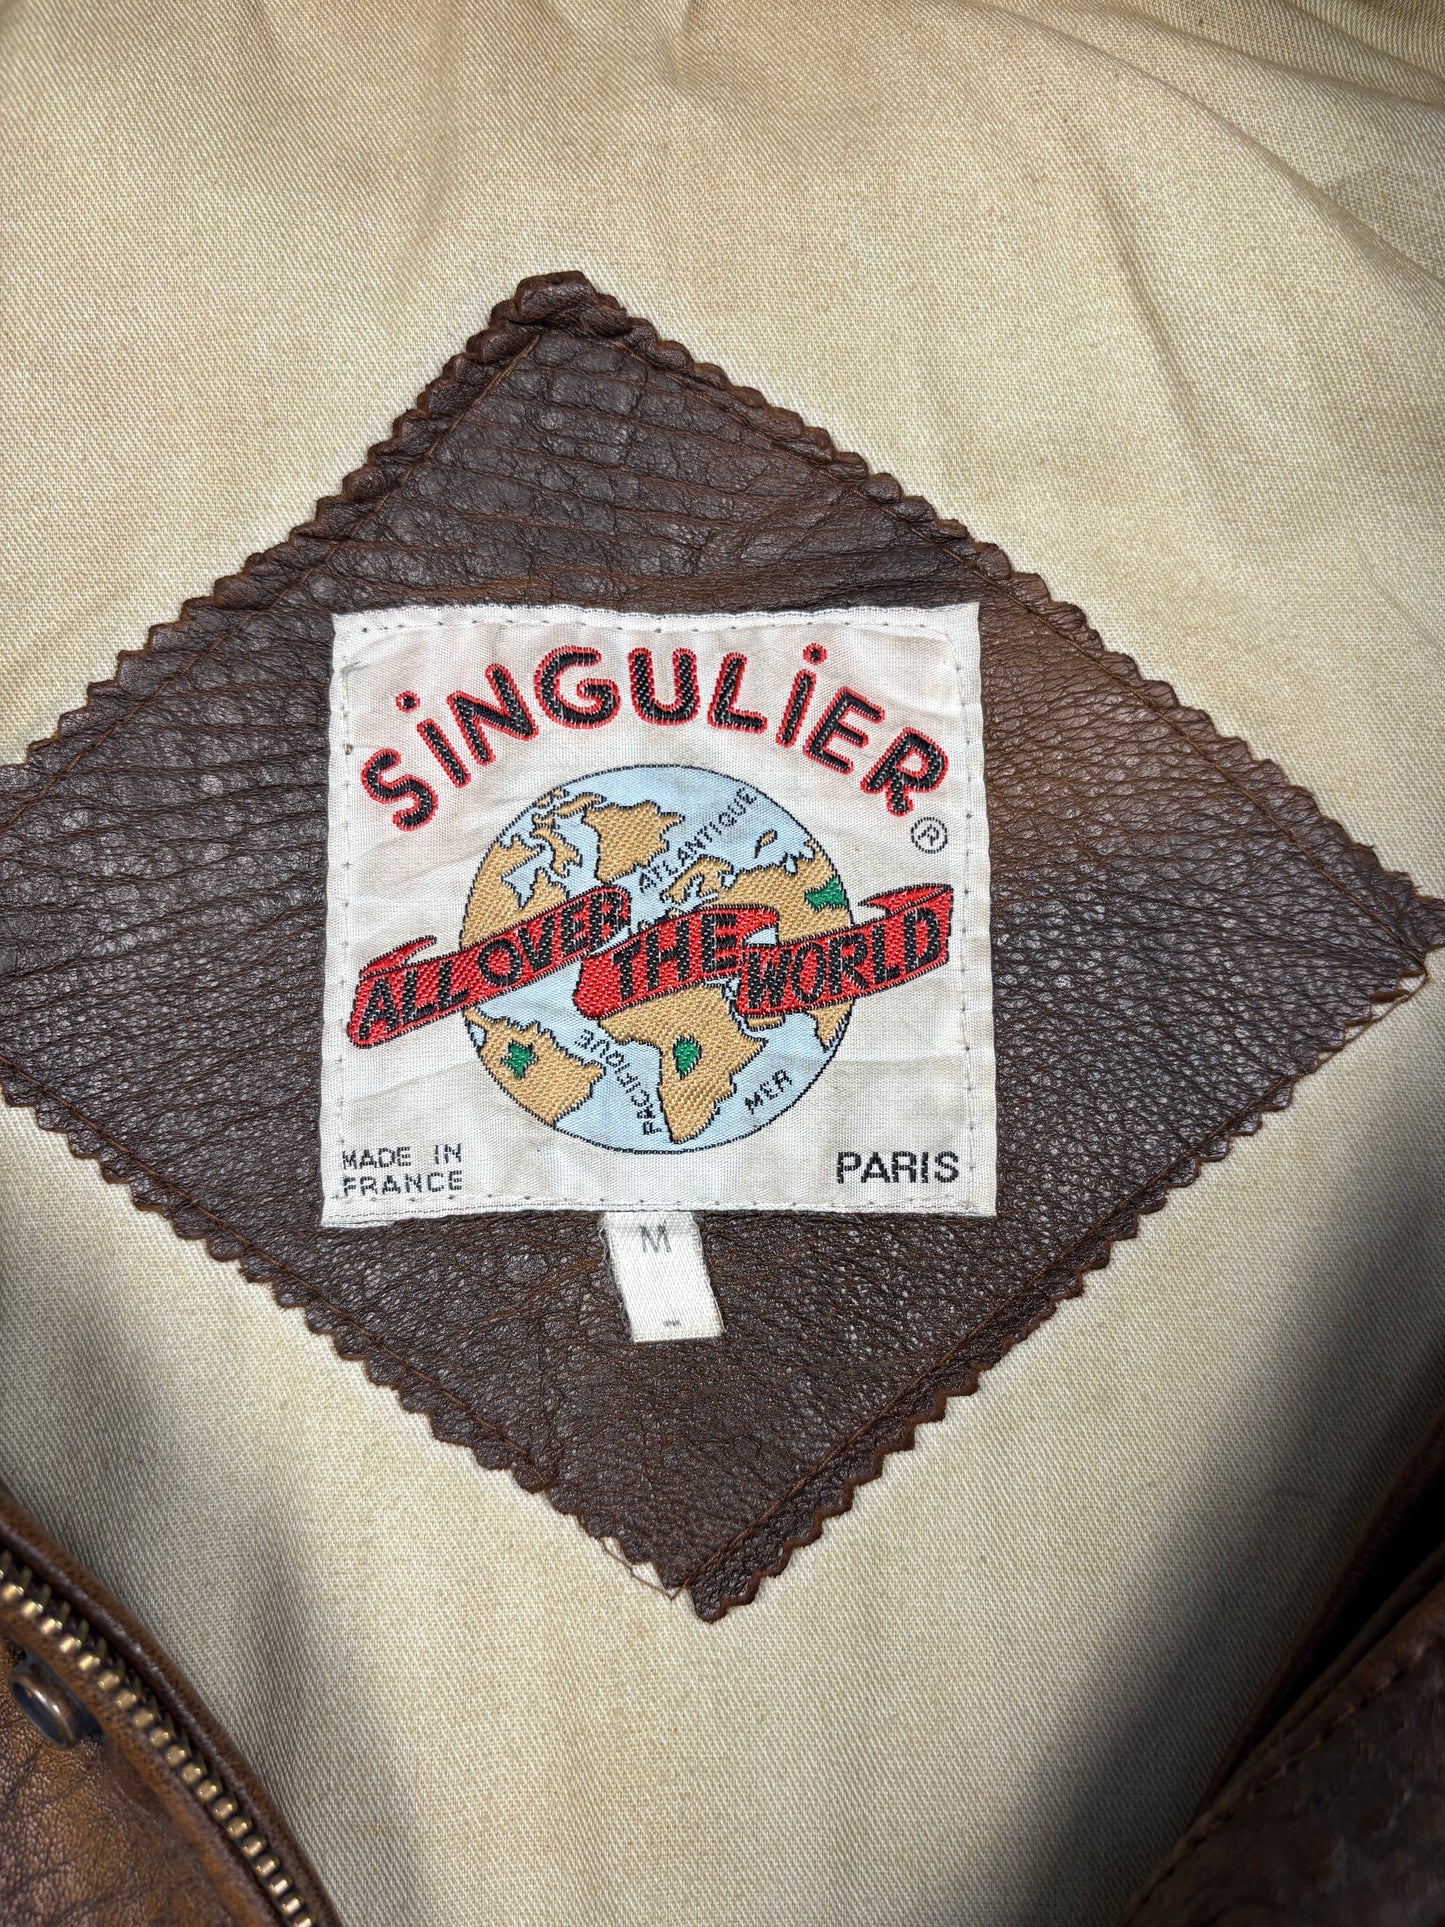 SiNGULiER
®
ATLANTIQUE
ALL OVER THE WORLD
PACIFIQUE
MER
MADE IN
FRANCE
PARIS
M